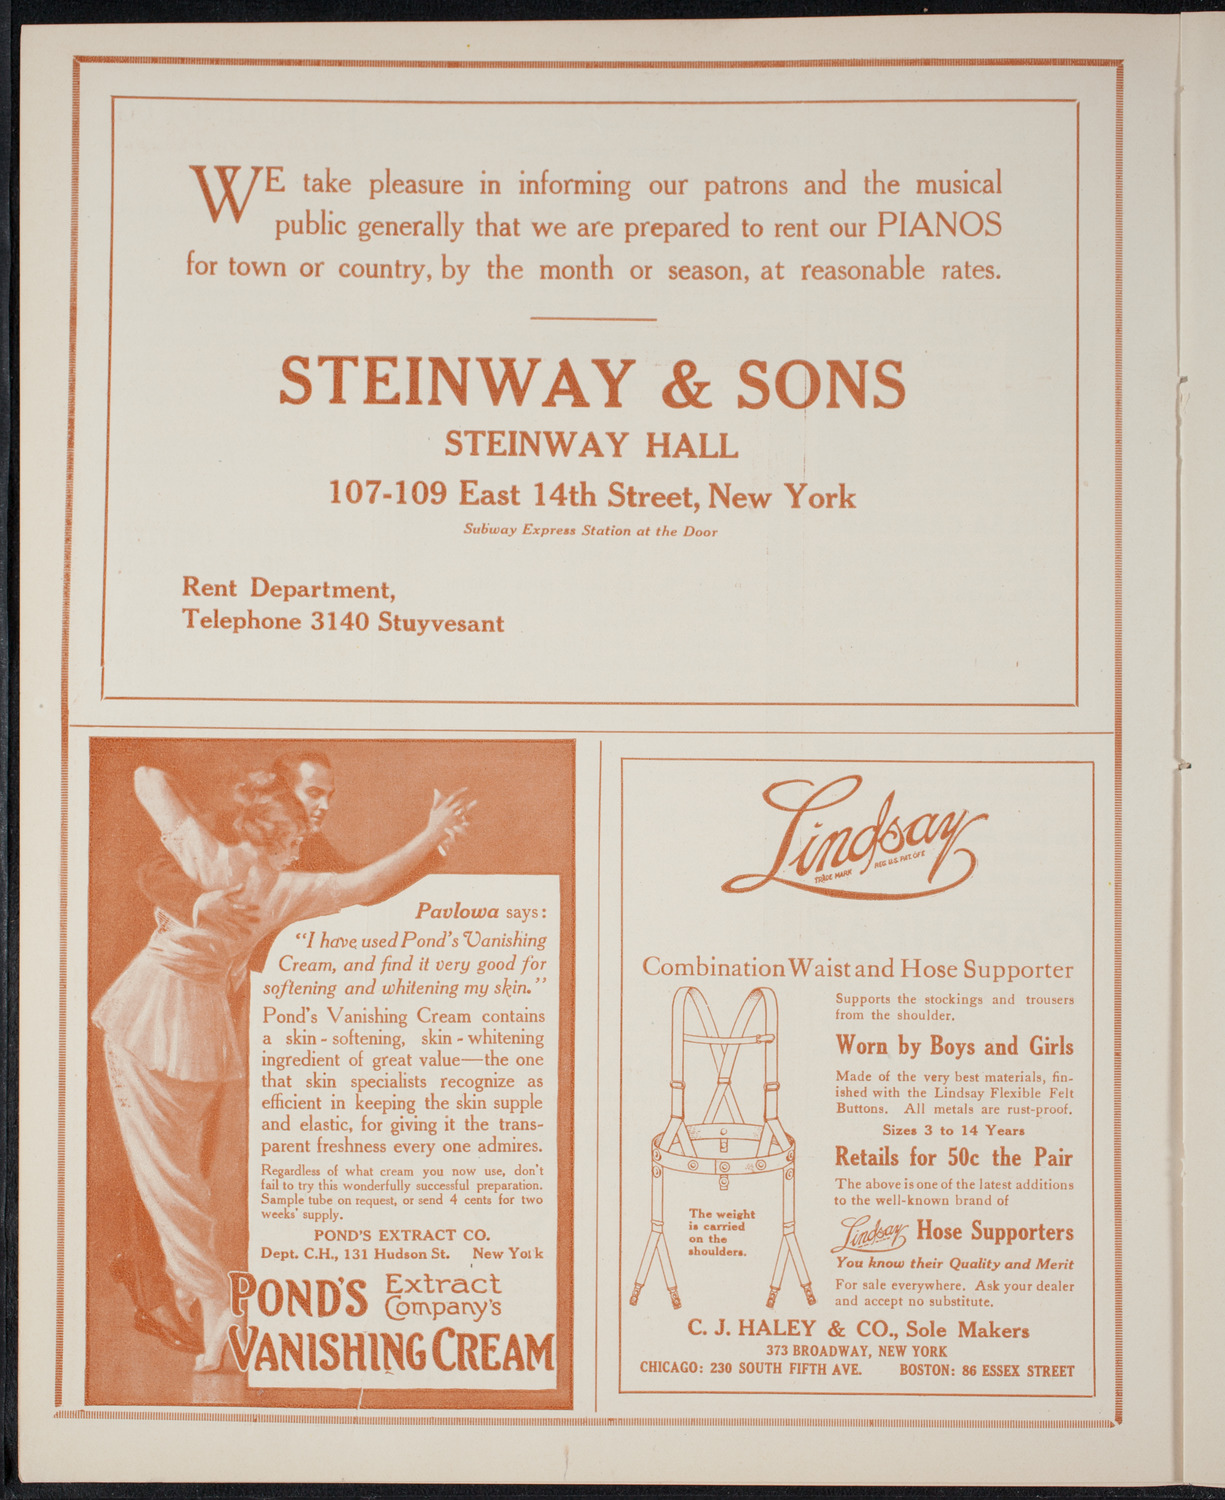 WE take pleasure in informing our patrons and the musical
public generally that we are prepared to rent our PIANOS
for town or country, by the month or season, at reasonable rates.
STEINWAY & SONS
STEINWAY HALL
107-109 East 14th Street, New York
Subway Express Station at the Door
Rent Department,
Telephone 3140 Stuyvesant
Pavlowa says:
"I have used Pond's Vanishing
Cream, and find it very good for
softening and whitening my skin."
Pond's Vanishing Cream contains
a skin-softening, skin-whitening
ingredient of great value—the one
that skin specialists recognize as
efficient in keeping the skin supple
and elastic, for giving it the trans-
parent freshness every one admires.
Regardless of what cream you now use, don't
fail to try this wonderfully successful preparation.
Sample tube on request, or send 4 cents for two
weeks' supply.
POND'S EXTRACT CO.
Dept. C.H., 131 Hudson St. New York
POND'S Extract
Company's
VANISHING CREAM
Lindsay
TRADE MARK REG. U.S. PAT. OFF.
Combination Waist and Hose Supporter
Supports the stockings and trousers
from the shoulder.
Worn by Boys and Girls
Made of the very best materials, fin-
ished with the Lindsay Flexible Felt
Buttons. All metals are rust-proof.
Sizes 3 to 14 Years
Retails for 50c the Pair
The above is one of the latest additions
to the well-known brand of
Lindsay Hose Supporters
You know their Quality and Merit
For sale everywhere. Ask your dealer
and accept no substitute.
The weight
is carried
on the
shoulders.
C. J. HALEY & CO., Sole Makers
373 BROADWAY, NEW YORK
CHICAGO: 230 SOUTH FIFTH AVE. BOSTON: 86 ESSEX STREET